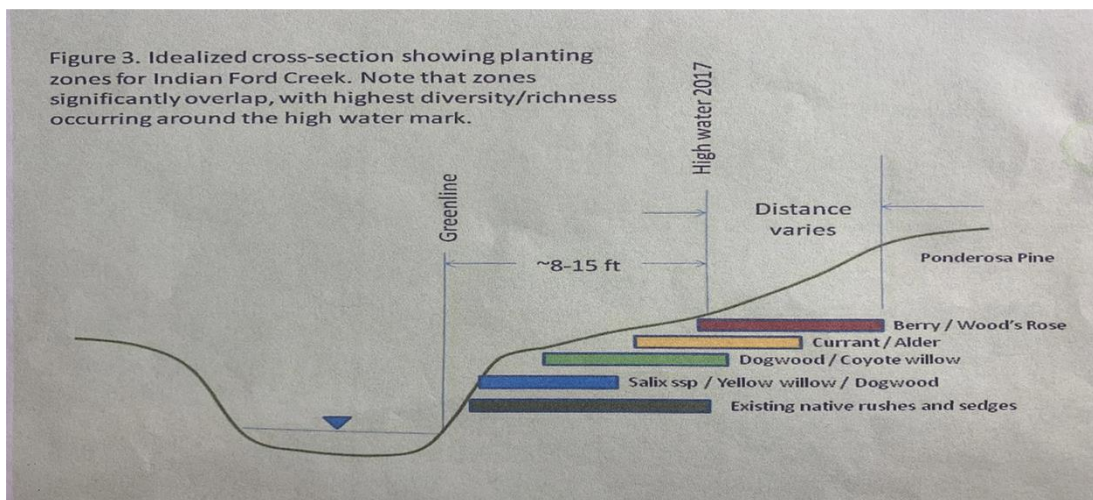 Figure 3. Idealized cross-section showing planting
zones for Indian Ford Creek. Note that zones
significantly overlap, with highest diversity/richness
occurring around the high water mark.
High water 2017
Greenline
Distance
varies
~8-15 ft
Ponderosa Pine
Berry / Wood's Rose
Currant / Alder
Dogwood / Coyote willow
Salix ssp / Yellow willow / Dogwood
Existing native rushes and sedges